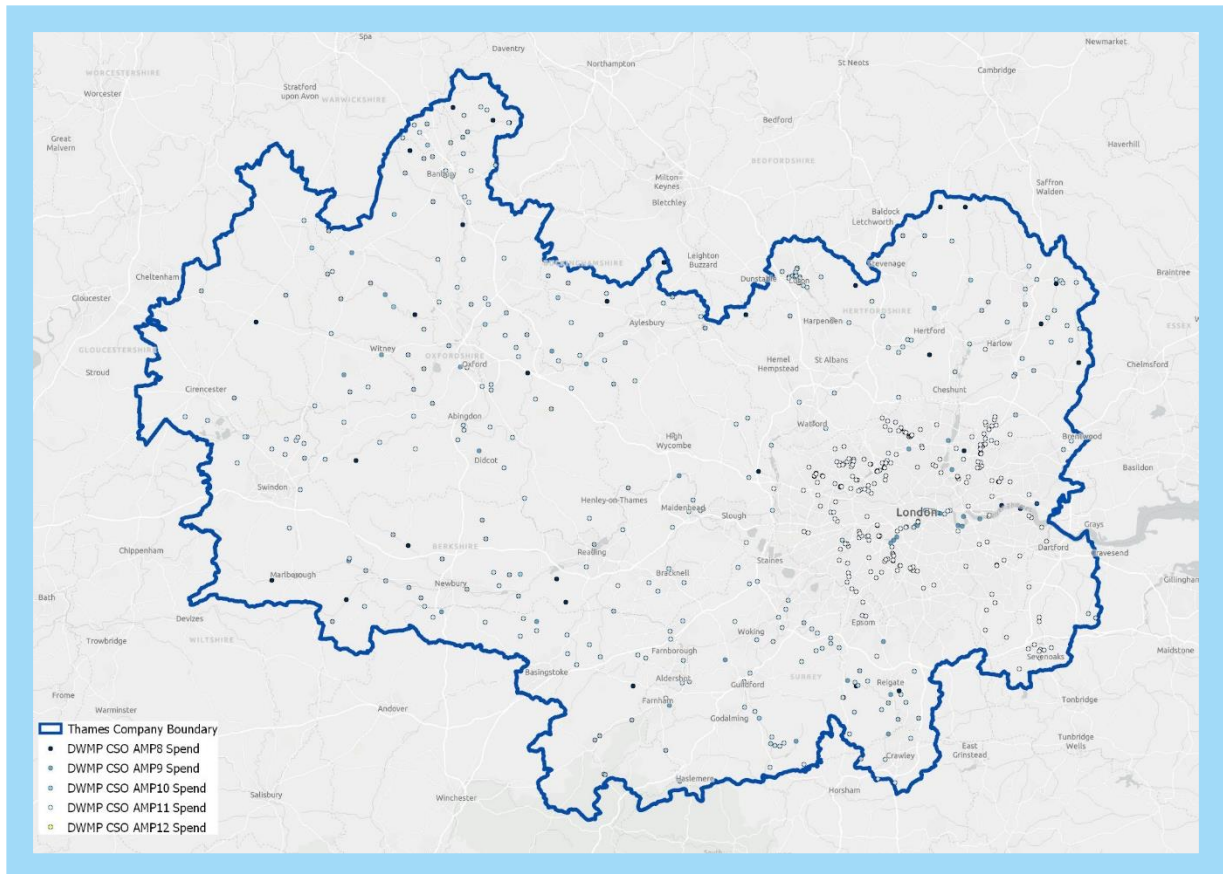 Spa
Daventry
Newmarket
Northampton
St Neots
Cambridge
WORCESTERSHIRE
Worcester
Stratford
upon Avon
WARWICKSHIRE
Bedford
Great
Malvern
Haverhill
BEDFORDSHIRE
Banbury
Milton
Keynes
Bletchley
Saffron
Walden
Baldock
Letchworth
Cheltenham
Leighton
Buzzard
Stevenage
Braintree
Gloucester
Dunstable
Luton
Aylesbury
Harpenden
HERTFORDSHIRE
Hertford
ESSEX
GLOUCESTERSHIRE
Witney
OXFORDSHIRE
Oxford
Harlow
Stroud
Hemel
Hempstead
St Albans
Chelmsford
Cirencester
Cheshunt
Abingdon
Watford
High
Wycombe
Brentwood
Didcot
Basildon
Swindon
Henley-on-Thames
Maidenhead
Slough
London
Grays
Chippenham
BERKSHIRE
Reading
Staines
Dartford
Gravesend
Marlborough
Newbury
Bracknell
Gillingham
Bath
Devizes
Epsom
Trowbridge
WILTSHIRE
Woking
Maidstone
Farnborough
Sevenoaks
Basingstoke
Aldershot
Guildford
SURREY
Reigate
Frome
Farnham
Tonbridge
Andover
Godalming
Warminster
Tunbridge
Wells
East
Grinstead
Crawley
Haslemere
Horsham
Salisbury
Winchester
South
Thames Company Boundary
DWMP CSO AMP8 Spend
DWMP CSO AMP9 Spend
DWMP CSO AMP10 Spend
DWMP CSO AMP11 Spend
DWMP CSO AMP12 Spend